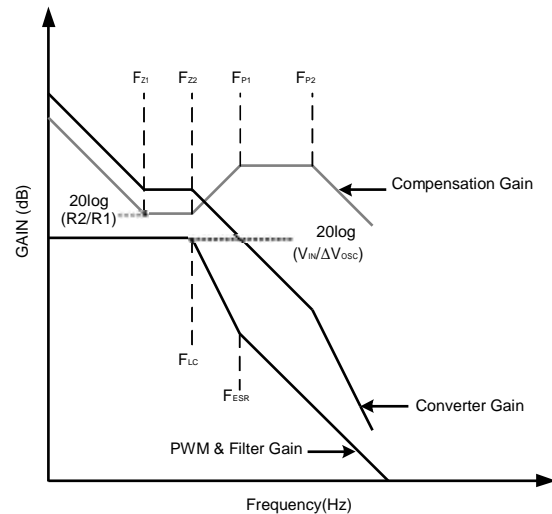 FZ1 FZ2 FP1 FP2
Compensation Gain
20log
(R2/R1)
20log
(VIN/ΔVOSC)
GAIN (dB)
FLC
FESR
Converter Gain
PWM & Filter Gain
Frequency(Hz)